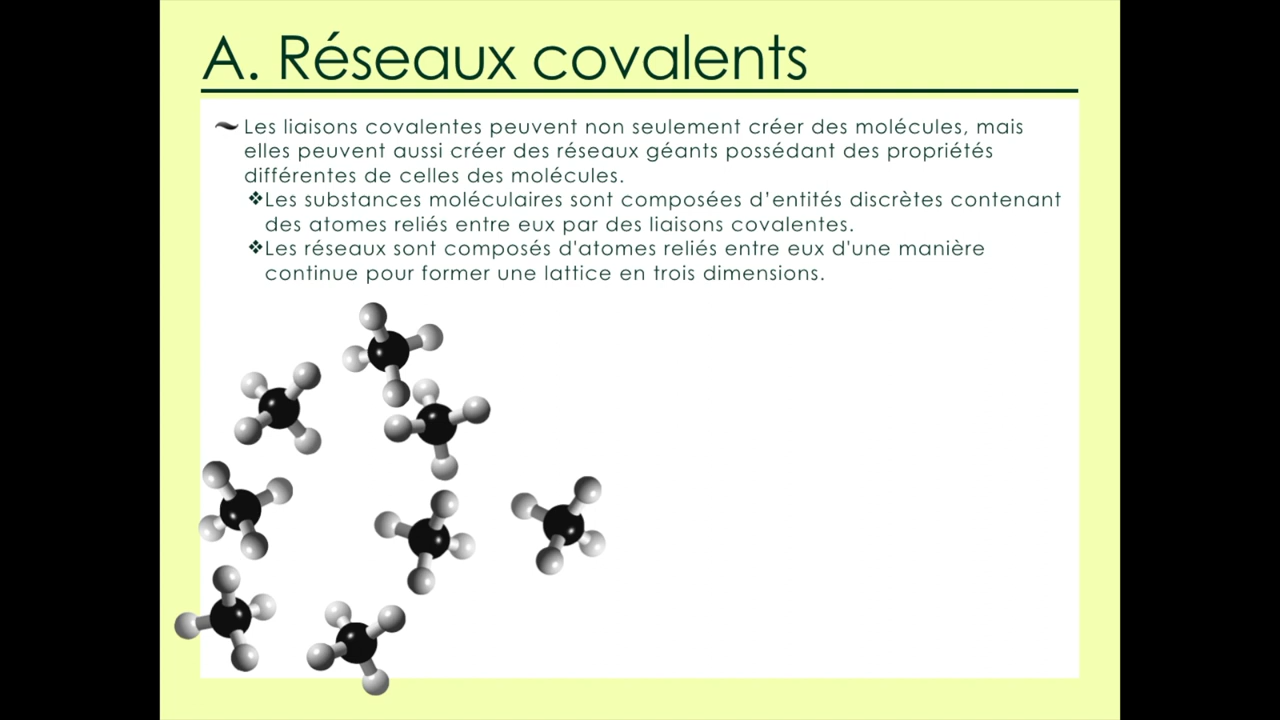 A. Réseaux covalents
Les liaisons covalentes peuvent non seulement créer des molécules, mais
elles peuvent aussi créer des réseaux géants possédant des propriétés
différentes de celles des molécules.
❖Les substances moléculaires sont composées d’entités discrètes contenant
des atomes reliés entre eux par des liaisons covalentes.
❖Les réseaux sont composés d'atomes reliés entre eux d'une manière
continue pour former une lattice en trois dimensions.